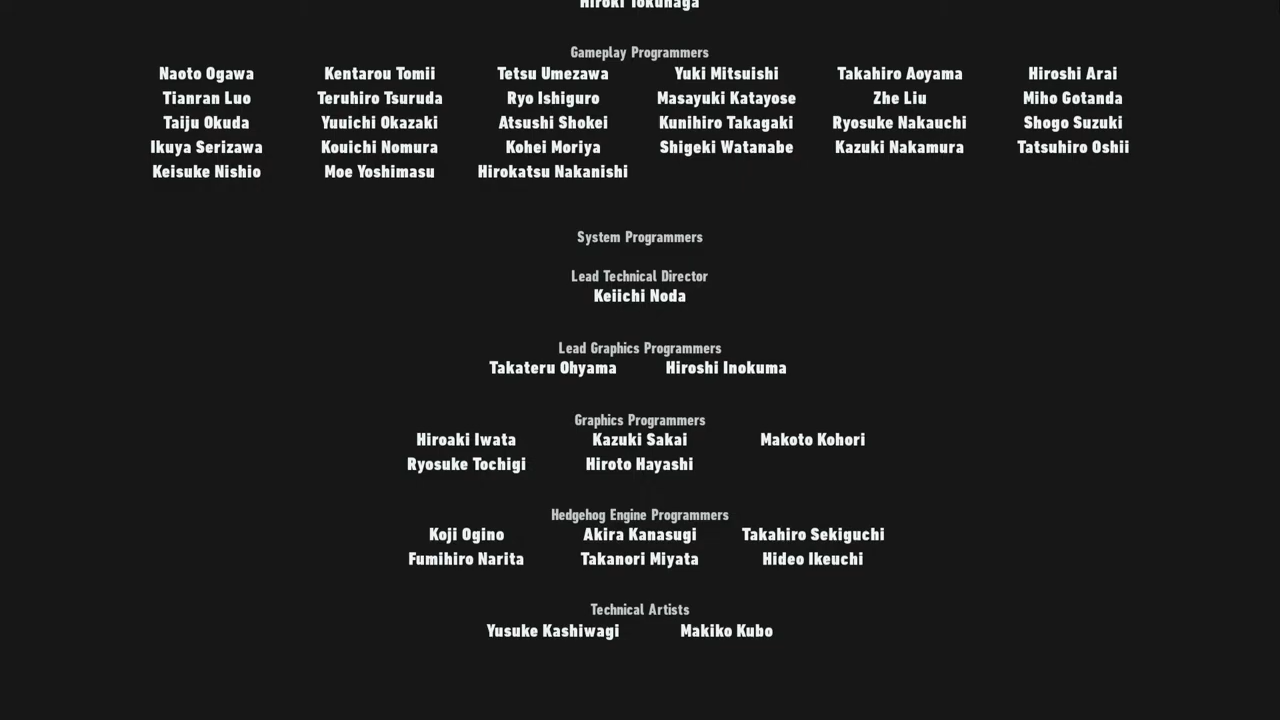 Hiroki Tokunaga
Gameplay Programmers
Naoto Ogawa Kentarou Tomii Tetsu Umezawa Yuki Mitsuishi Takahiro Aoyama Hiroshi Arai
Tianran Luo Teruhiro Tsuruda Ryo Ishiguro Masayuki Katayose Zhe Liu Miho Gotanda
Taiju Okuda Yuuichi Okazaki Atsushi Shokei Kunihiro Takagaki Ryosuke Nakauchi Shogo Suzuki
Ikuya Serizawa Kouichi Nomura Kohei Moriya Shigeki Watanabe Kazuki Nakamura Tatsuhiro Oshii
Keisuke Nishio Moe Yoshimasu Hirokatsu Nakanishi
System Programmers
Lead Technical Director
Keiichi Noda
Lead Graphics Programmers
Takateru Ohyama Hiroshi Inokuma
Graphics Programmers
Hiroaki Iwata Kazuki Sakai Makoto Kohori
Ryosuke Tochigi Hiroto Hayashi
Hedgehog Engine Programmers
Koji Ogino Akira Kanasugi Takahiro Sekiguchi
Fumihiro Narita Takanori Miyata Hideo Ikeuchi
Technical Artists
Yusuke Kashiwagi Makiko Kubo